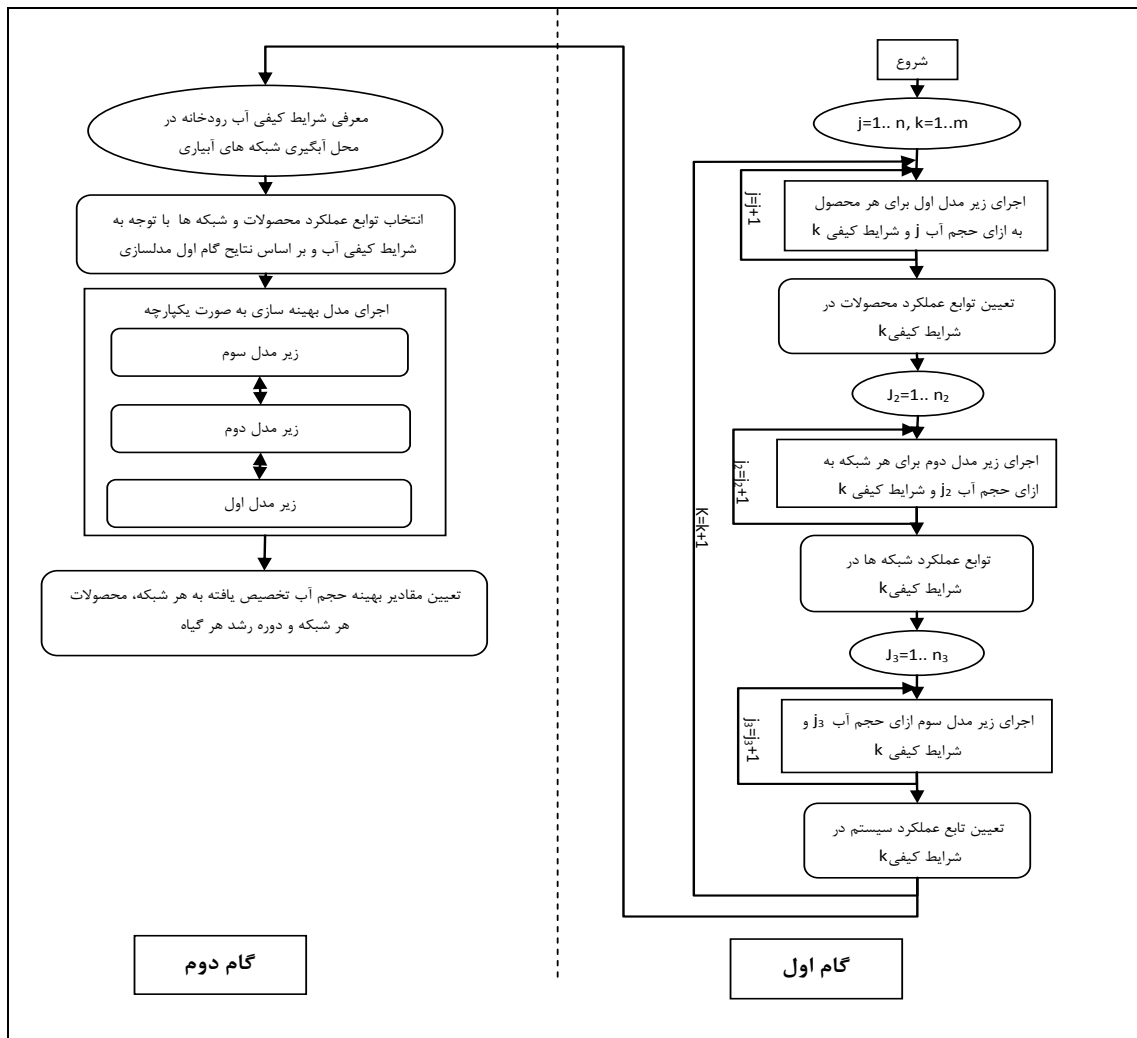 شروع
j=1.. n, k=1..m
اجرای زیر مدل اول برای هر محصول
به ازای حجم آب j و شرایط کیفی k
j=j+1
تعیین توابع عملکرد محصولات در
شرایط کیفی k
J₂=1.. n₂
اجرای زیر مدل دوم برای هر شبکه به
ازای حجم آب j₂ و شرایط کیفی k
j₂=j₂+1
K=k+1
توابع عملکرد شبکه ها در
شرایط کیفی k
J₃=1.. n₃
اجرای زیر مدل سوم ازای حجم آب j₃ و
شرایط کیفی k
j₃=j₃+1
تعیین تابع عملکرد سیستم در
شرایط کیفی k
گام اول
معرفی شرایط کیفی آب رودخانه در
محل آبگیری شبکه های آبیاری
انتخاب توابع عملکرد محصولات و شبکه ها با توجه به
شرایط کیفی آب و بر اساس نتایج گام اول مدلسازی
اجرای مدل بهینه سازی به صورت یکپارچه
زیر مدل سوم
زیر مدل دوم
زیر مدل اول
تعیین مقادیر بهینه حجم آب تخصیص یافته به هر شبکه، محصولات
هر شبکه و دوره رشد هر گیاه
گام دوم